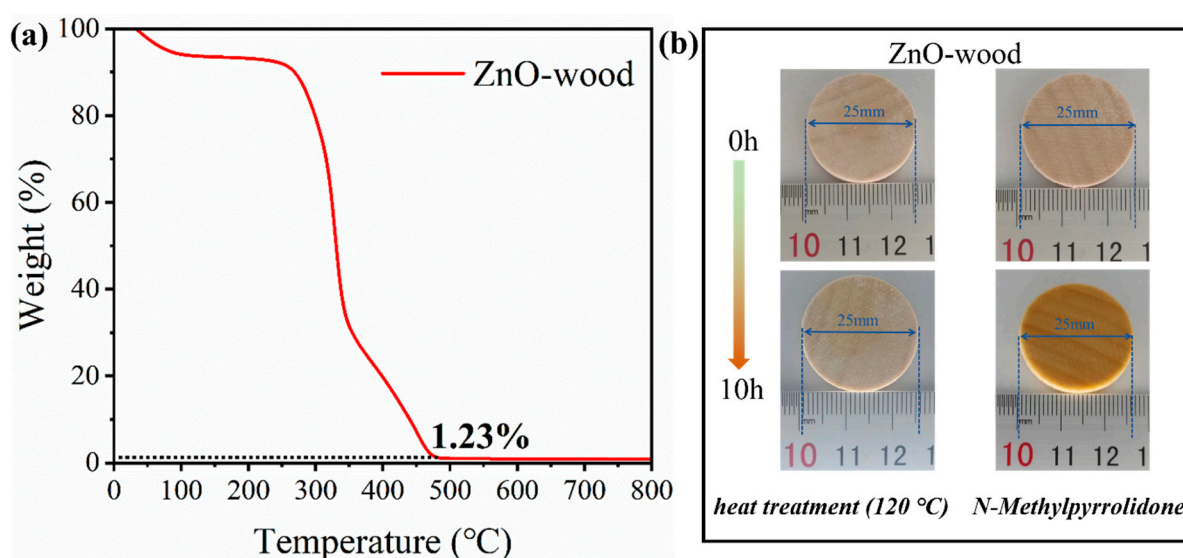 (a)
100
80
60
40
20
0
Weight (%)
ZnO-wood
1.23%
0 100 200 300 400 500 600 700 800
Temperature (°C)
(b)
ZnO-wood
0h
10h
25mm
mm
10 11 12 1
25mm
mm
10 11 12 1
25mm
mm
10 11 12 1
25mm
mm
10 11 12 1
heat treatment (120 °C) N-Methylpyrrolidone